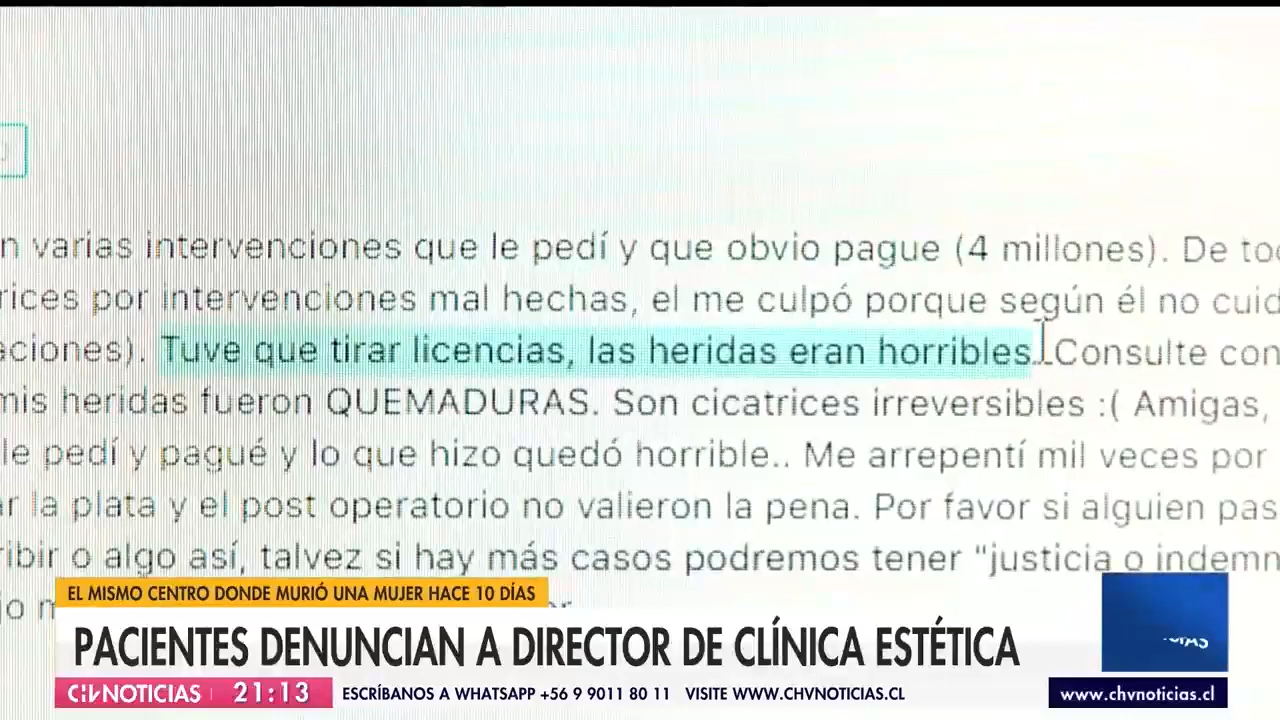 n varias intervenciones que le pedí y que obvio pague (4 millones). De to
rices por intervenciones mal hechas, el me culpó porque según él no cuid
aciones). Tuve que tirar licencias, las heridas eran horribles. Consulte con
mis heridas fueron QUEMADURAS. Son cicatrices irreversibles :( Amigas,
le pedí y pagué y lo que hizo quedó horrible.. Me arrepentí mil veces por
ar la plata y el post operatorio no valieron la pena. Por favor si alguien pas
ribir o algo así, talvez si hay más casos podremos tener "justicia o indemn
EL MISMO CENTRO DONDE MURIÓ UNA MUJER HACE 10 DÍAS
PACIENTES DENUNCIAN A DIRECTOR DE CLÍNICA ESTÉTICA
CHV NOTICIAS 21:13 ESCRÍBANOS A WHATSAPP +56 9 9011 80 11 VISITE WWW.CHVNOTICIAS.CL
www.chvnoticias.cl